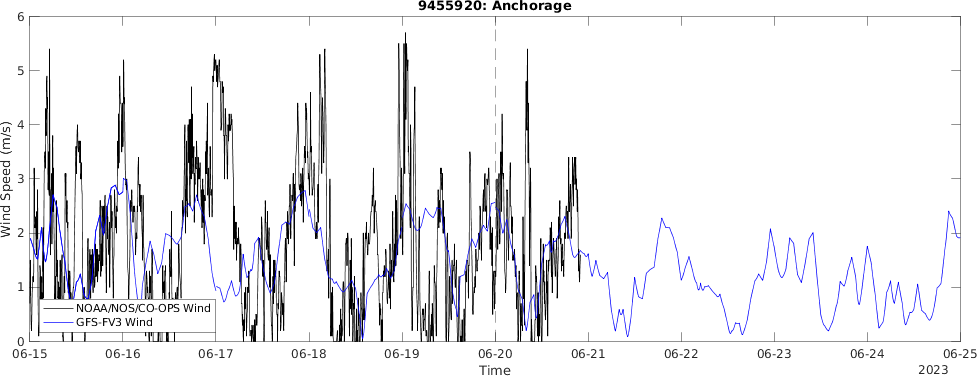 9455920: Anchorage
Wind Speed (m/s)
6
5
4
3
2
1
0
NOAA/NOS/CO-OPS Wind
GFS-FV3 Wind
06-15 06-16 06-17 06-18 06-19 06-20 06-21 06-22 06-23 06-24 06-25
Time
2023